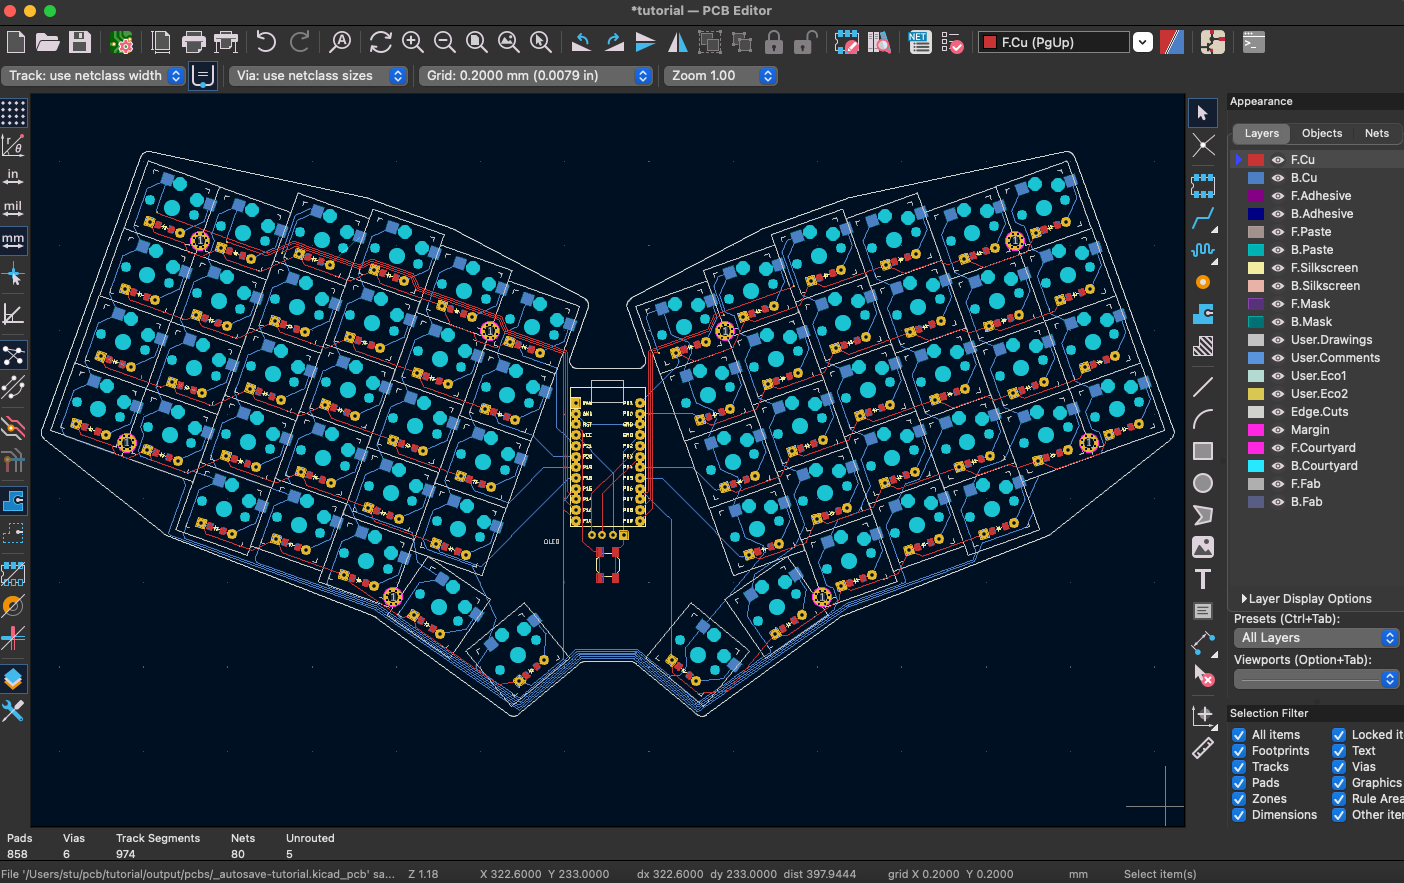 *tutorial — PCB Editor
F.Cu (PgUp)
Track: use netclass width
Via: use netclass sizes
Grid: 0.2000 mm (0.0079 in)
Zoom 1.00
Appearance
Layers Objects Nets
F.Cu
B.Cu
F.Adhesive
B.Adhesive
F.Paste
B.Paste
F.Silkscreen
B.Silkscreen
F.Mask
B.Mask
User.Drawings
User.Comments
User.Eco1
User.Eco2
Edge.Cuts
Margin
F.Courtyard
B.Courtyard
F.Fab
B.Fab
Layer Display Options
Presets (Ctrl+Tab):
All Layers
Viewports (Option+Tab):
Selection Filter
All items Locked it
Footprints Text
Tracks Vias
Pads Graphics
Zones Rule Area
Dimensions Other iter
in
mil
mm
NET
OLED
Pads Vias Track Segments Nets Unrouted
858 6 974 80 5
File '/Users/stu/pcb/tutorial/output/pcbs/_autosave-tutorial.kicad_pcb' sa... Z 1.18 X 322.6000 Y 233.0000 dx 322.6000 dy 233.0000 dist 397.9444 grid X 0.2000 Y 0.2000 mm Select item(s)